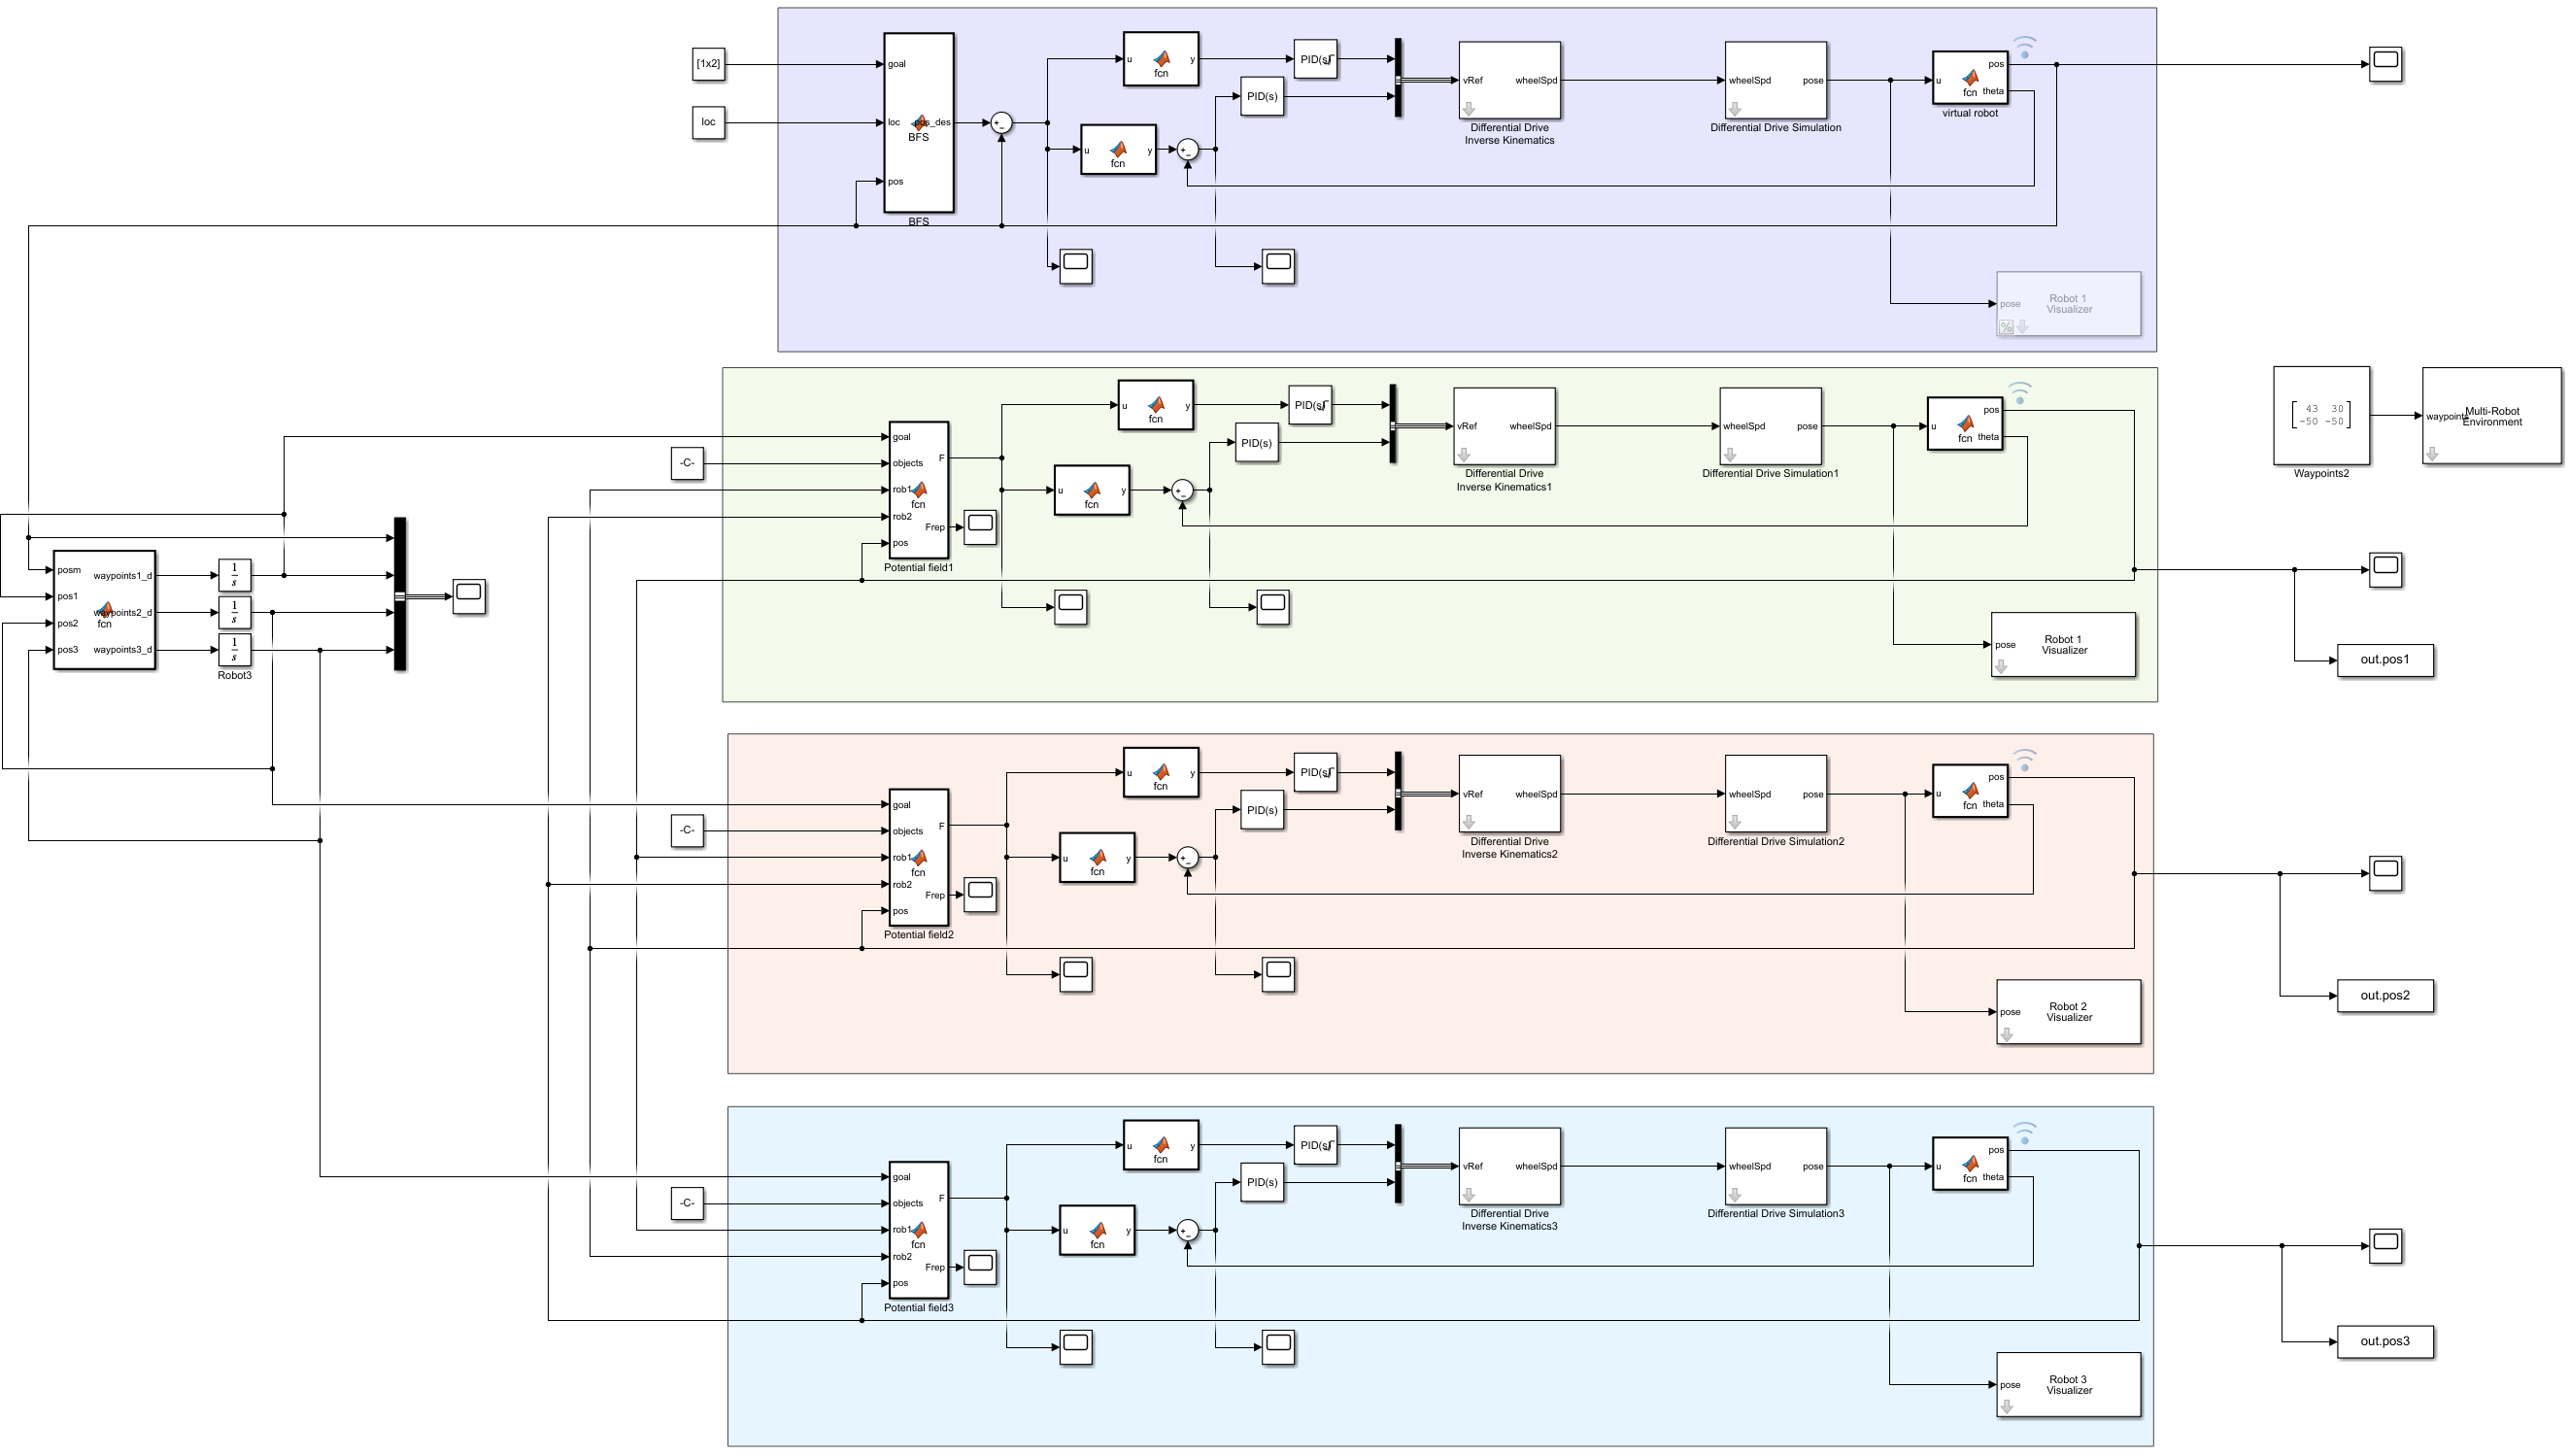 [1x2]
loc
goal
loc
pos_des
BFS
pos
BFS
u
y
fcn
PID(s)
PID(s)
u
y
fcn
+
-
+
-
vRef
wheelSpd
Differential Drive
Inverse Kinematics
wheelSpd
pose
Differential Drive Simulation
u
pos
fcn
theta
virtual robot
pose
Robot 1
Visualizer
%
goal
objects
rob1
rob2
pos
F
fcn
Frep
Potential field1
-C-
u
y
fcn
PID(s)
PID(s)
u
y
fcn
+
-
vRef
wheelSpd
Differential Drive
Inverse Kinematics1
wheelSpd
pose
Differential Drive Simulation1
u
pos
fcn
theta
pose
Robot 1
Visualizer
43 30
-50 -50
Waypoints2
waypoints
Multi-Robot
Environment
out.pos1
posm
pos1
pos2
pos3
waypoints1_d
waypoints2_d
fcn
waypoints3_d
1
s
1
s
1
s
Robot3
goal
objects
rob1
rob2
pos
F
fcn
Frep
Potential field2
-C-
u
y
fcn
PID(s)
PID(s)
u
y
fcn
+
-
vRef
wheelSpd
Differential Drive
Inverse Kinematics2
wheelSpd
pose
Differential Drive Simulation2
u
pos
fcn
theta
pose
Robot 2
Visualizer
out.pos2
goal
objects
rob1
rob2
pos
F
fcn
Frep
Potential field3
-C-
u
y
fcn
PID(s)
PID(s)
u
y
fcn
+
-
vRef
wheelSpd
Differential Drive
Inverse Kinematics3
wheelSpd
pose
Differential Drive Simulation3
u
pos
fcn
theta
pose
Robot 3
Visualizer
out.pos3